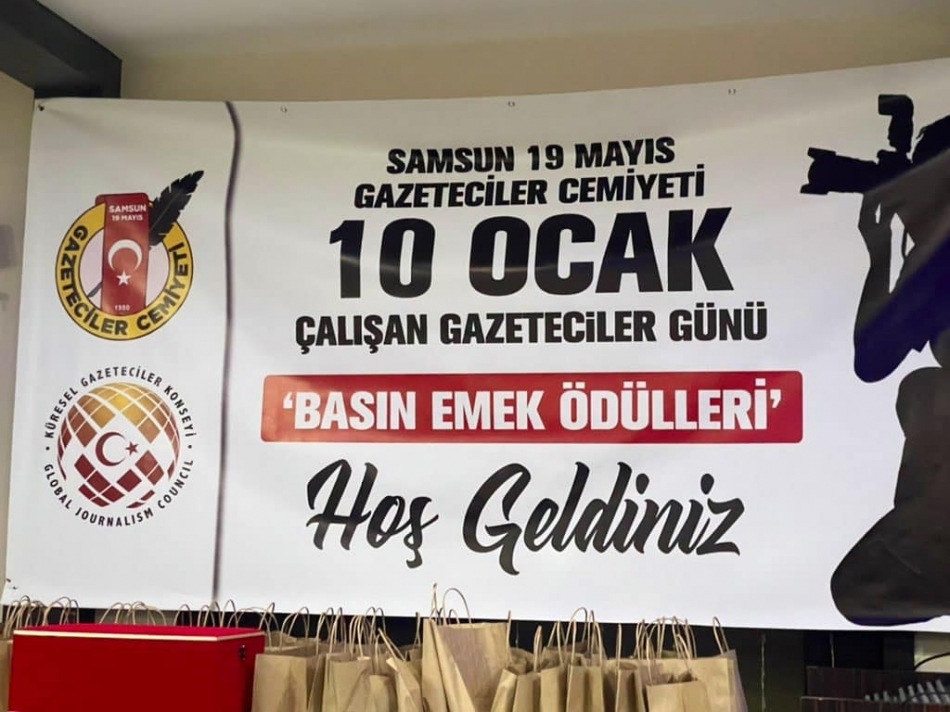 SAMSUN 19 MAYIS
GAZETECİLER CEMİYETİ
10 OCAK
ÇALIŞAN GAZETECİLER GÜNÜ
'BASIN EMEK ÖDÜLLERİ'
Hoş Geldiniz
SAMSUN
19 MAYIS
GAZETECİLER CEMİYETİ
1980
KÜRESEL GAZETECİLER KONSEYİ
GLOBAL JOURNALISM COUNCIL